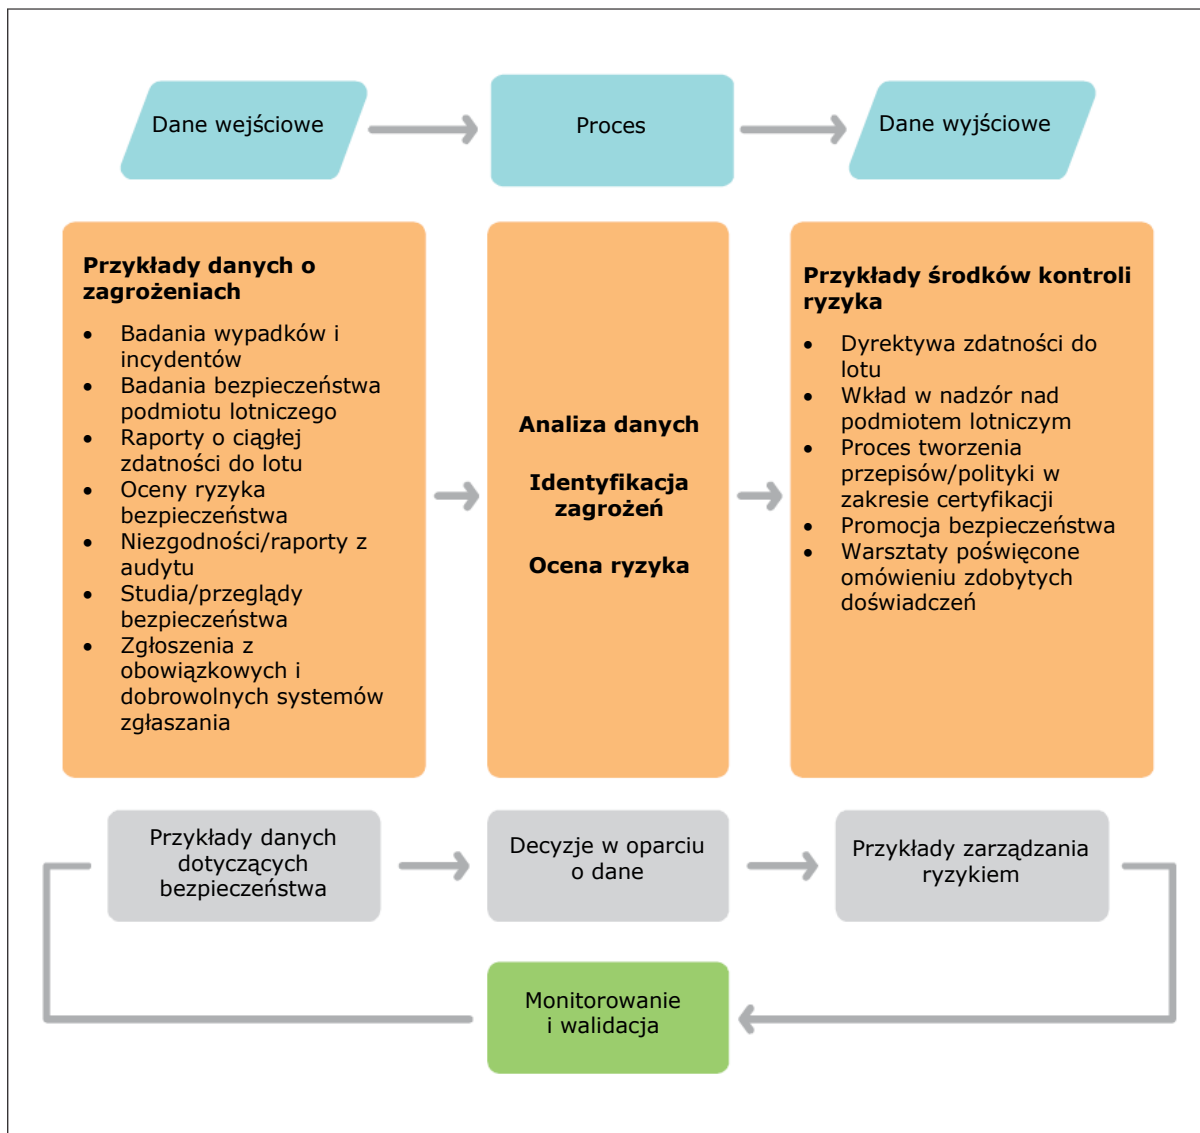 Dane wejściowe
Proces
Dane wyjściowe
Przykłady danych o
zagrożeniach
• Badania wypadków i
incydentów
• Badania bezpieczeństwa
podmiotu lotniczego
• Raporty o ciągłej
zdatności do lotu
• Oceny ryzyka
bezpieczeństwa
• Niezgodności/raporty z
audytu
• Studia/przeglądy
bezpieczeństwa
• Zgłoszenia z
obowiązkowych i
dobrowolnych systemów
zgłaszania
Analiza danych
Identyfikacja
zagrożeń
Ocena ryzyka
Przykłady środków kontroli
ryzyka
• Dyrektywa zdatności do
lotu
• Wkład w nadzór nad
podmiotem lotniczym
• Proces tworzenia
przepisów/polityki w
zakresie certyfikacji
• Promocja bezpieczeństwa
• Warsztaty poświęcone
omówieniu zdobytych
doświadczeń
Przykłady danych
dotyczących
bezpieczeństwa
Decyzje w oparciu
o dane
Przykłady zarządzania
ryzykiem
Monitorowanie
i walidacja